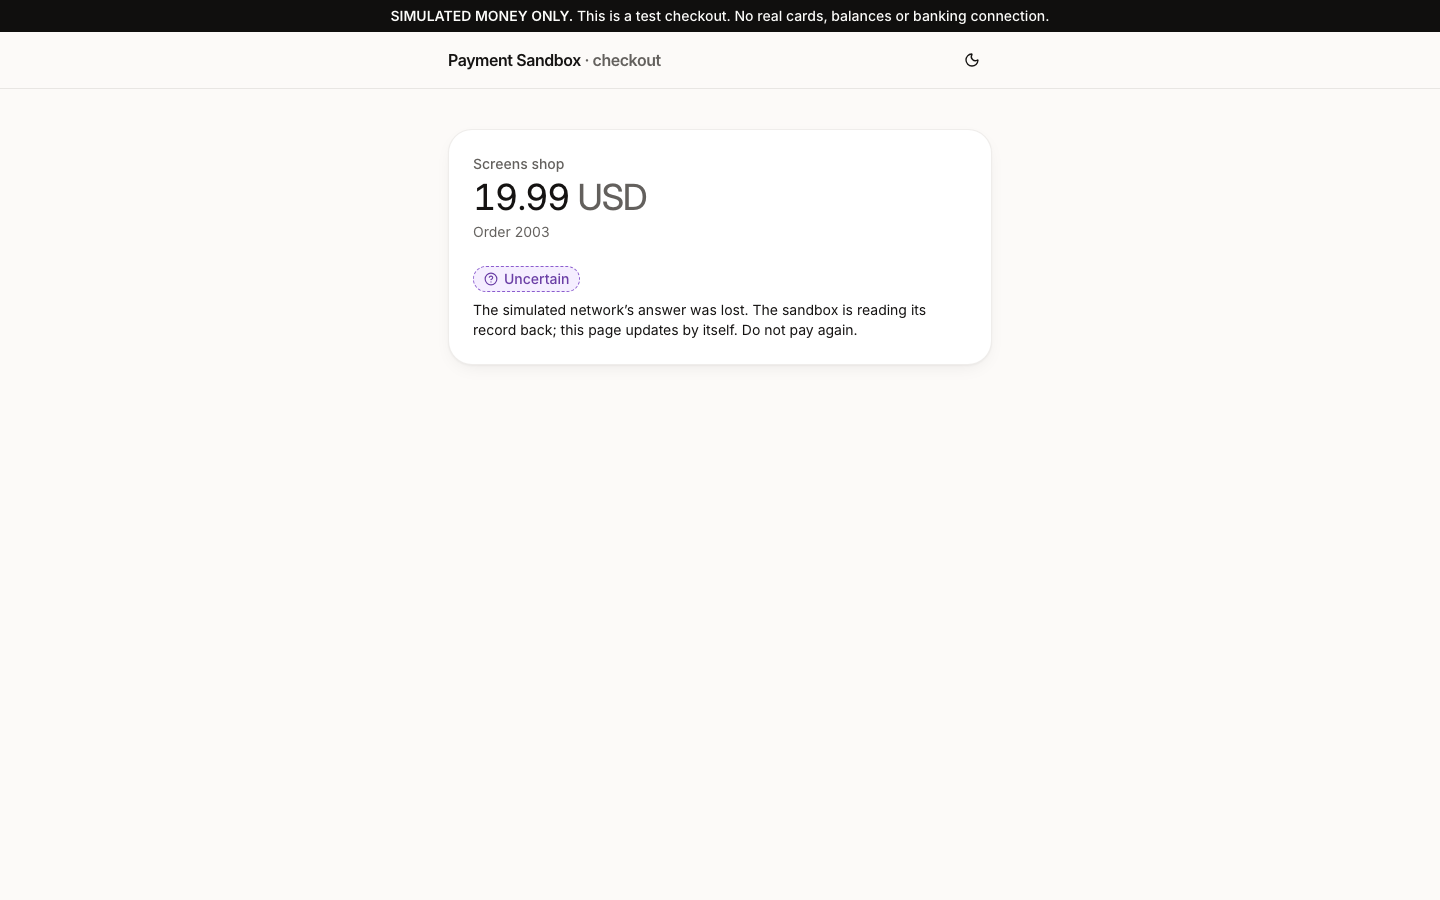 SIMULATED MONEY ONLY. This is a test checkout. No real cards, balances or banking connection.
Payment Sandbox · checkout
Screens shop
19.99 USD
Order 2003
Uncertain
The simulated network’s answer was lost. The sandbox is reading its
record back; this page updates by itself. Do not pay again.